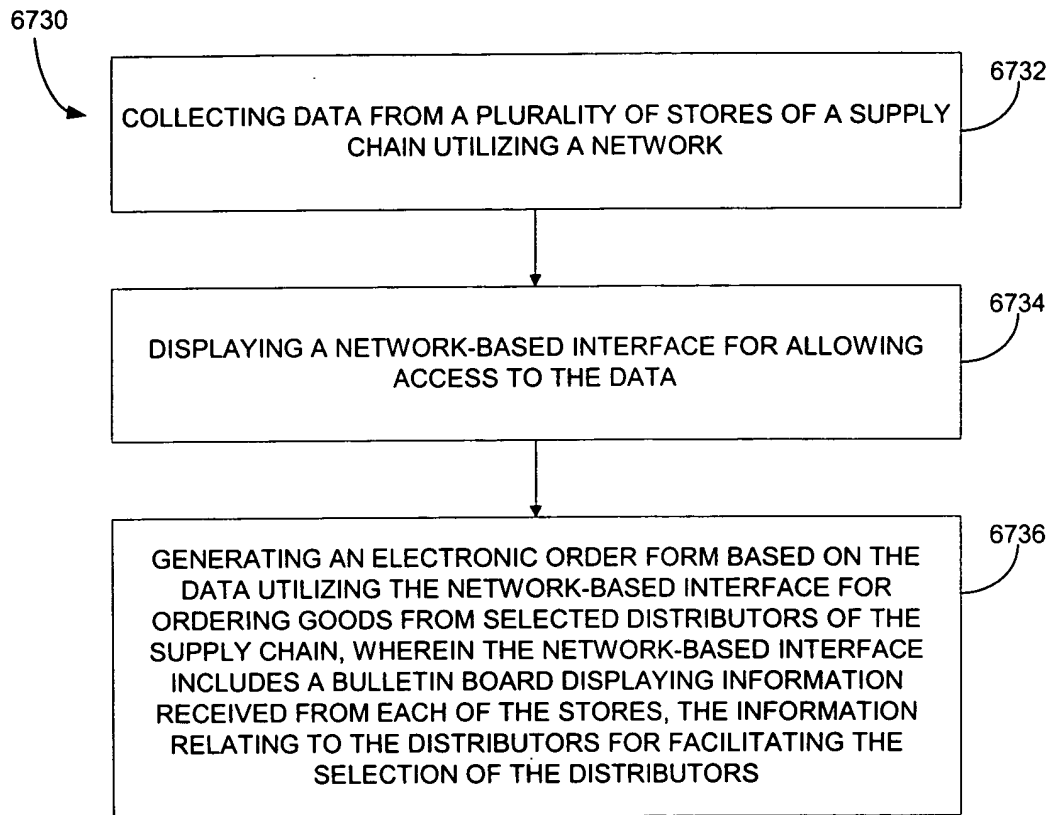 6730
6732
COLLECTING DATA FROM A PLURALITY OF STORES OF A SUPPLY
CHAIN UTILIZING A NETWORK
6734
DISPLAYING A NETWORK-BASED INTERFACE FOR ALLOWING
ACCESS TO THE DATA
6736
GENERATING AN ELECTRONIC ORDER FORM BASED ON THE
DATA UTILIZING THE NETWORK-BASED INTERFACE FOR
ORDERING GOODS FROM SELECTED DISTRIBUTORS OF THE
SUPPLY CHAIN, WHEREIN THE NETWORK-BASED INTERFACE
INCLUDES A BULLETIN BOARD DISPLAYING INFORMATION
RECEIVED FROM EACH OF THE STORES, THE INFORMATION
RELATING TO THE DISTRIBUTORS FOR FACILITATING THE
SELECTION OF THE DISTRIBUTORS